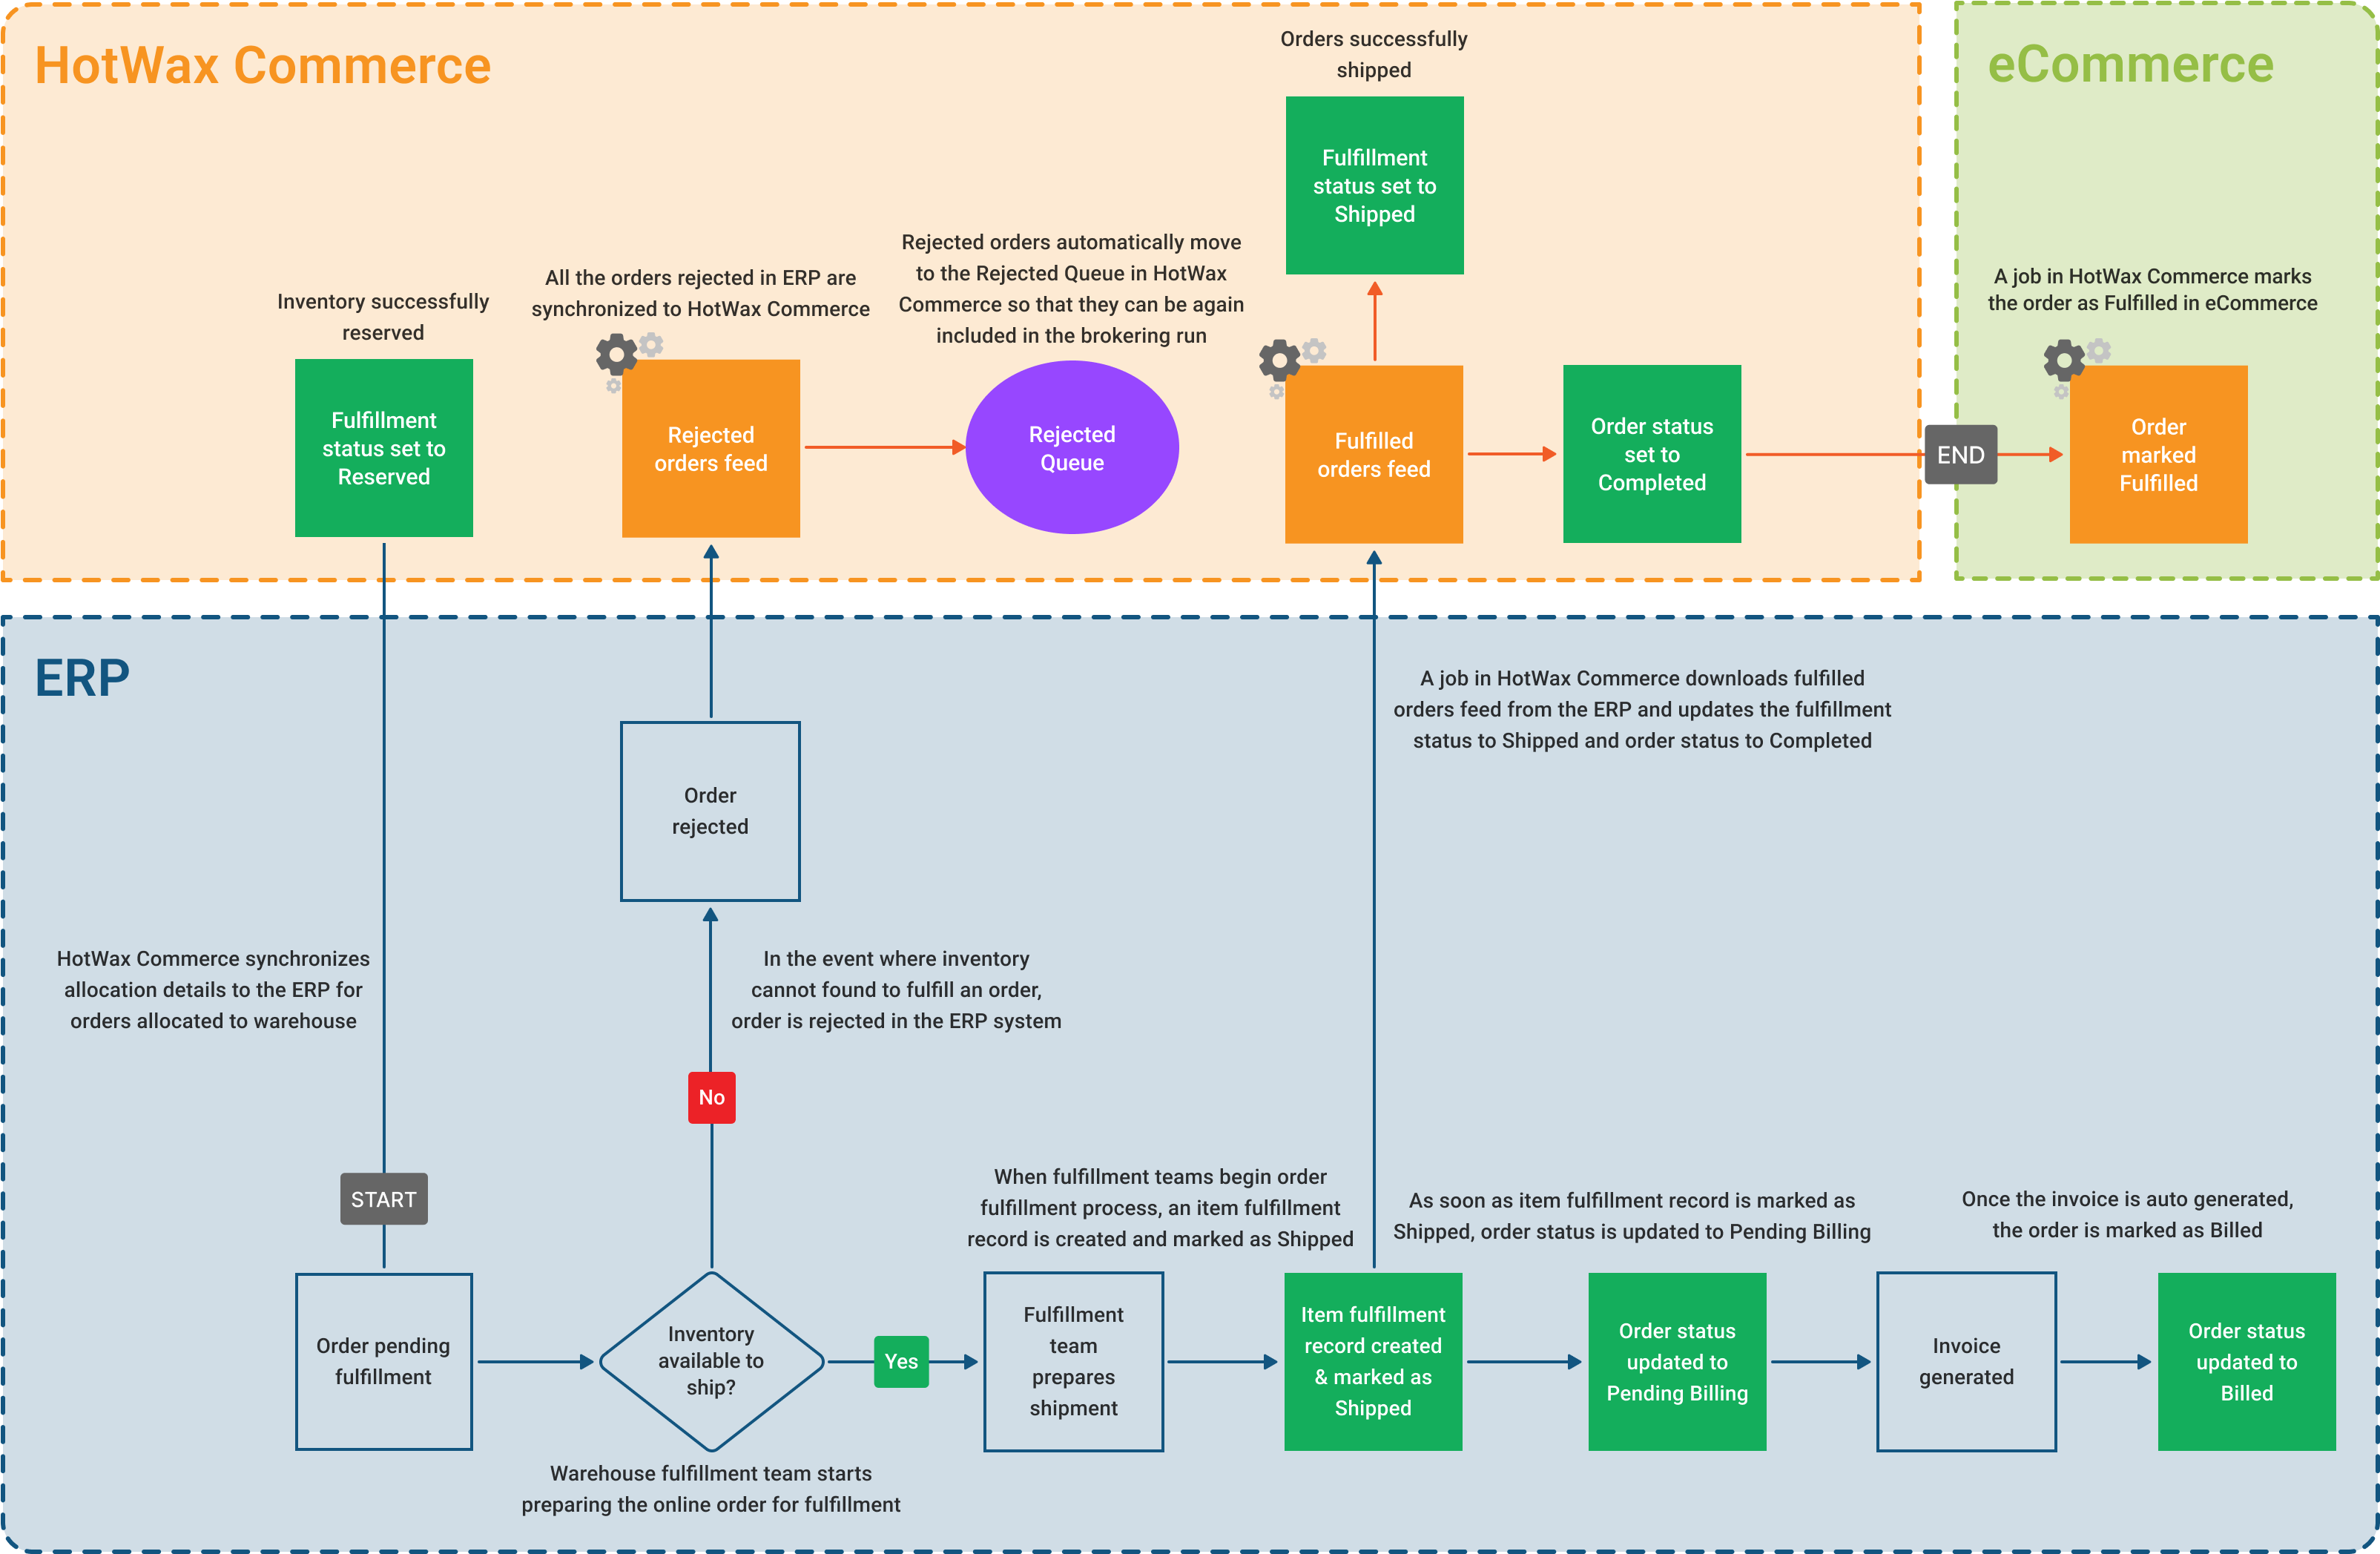 HotWax Commerce
eCommerce
Orders successfully
shipped
Fulfillment
status set to
Shipped
Inventory successfully
reserved
Fulfillment
status set to
Reserved
All the orders rejected in ERP are
synchronized to HotWax Commerce
Rejected
orders feed
Rejected orders automatically move
to the Rejected Queue in HotWax
Commerce so that they can be again
included in the brokering run
Rejected
Queue
Fulfilled
orders feed
Order status
set to
Completed
END
A job in HotWax Commerce marks
the order as Fulfilled in eCommerce
Order
marked
Fulfilled
ERP
A job in HotWax Commerce downloads fulfilled
orders feed from the ERP and updates the fulfillment
status to Shipped and order status to Completed
Order
rejected
HotWax Commerce synchronizes
allocation details to the ERP for
orders allocated to warehouse
In the event where inventory
cannot found to fulfill an order,
order is rejected in the ERP system
No
START
When fulfillment teams begin order
fulfillment process, an item fulfillment
record is created and marked as Shipped
As soon as item fulfillment record is marked as
Shipped, order status is updated to Pending Billing
Once the invoice is auto generated,
the order is marked as Billed
Order pending
fulfillment
Inventory
available to
ship?
Yes
Fulfillment
team
prepares
shipment
Item fulfillment
record created
& marked as
Shipped
Order status
updated to
Pending Billing
Invoice
generated
Order status
updated to
Billed
Warehouse fulfillment team starts
preparing the online order for fulfillment